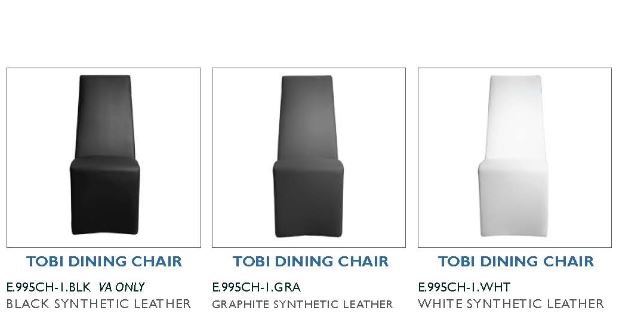 TOBI DINING CHAIR
E.995CH-1.BLK VA ONLY
BLACK SYNTHETIC LEATHER
TOBI DINING CHAIR
E.995CH-1.GRA
GRAPHITE SYNTHETIC LEATHER
TOBI DINING CHAIR
E.995CH-1.WHT
WHITE SYNTHETIC LEATHER